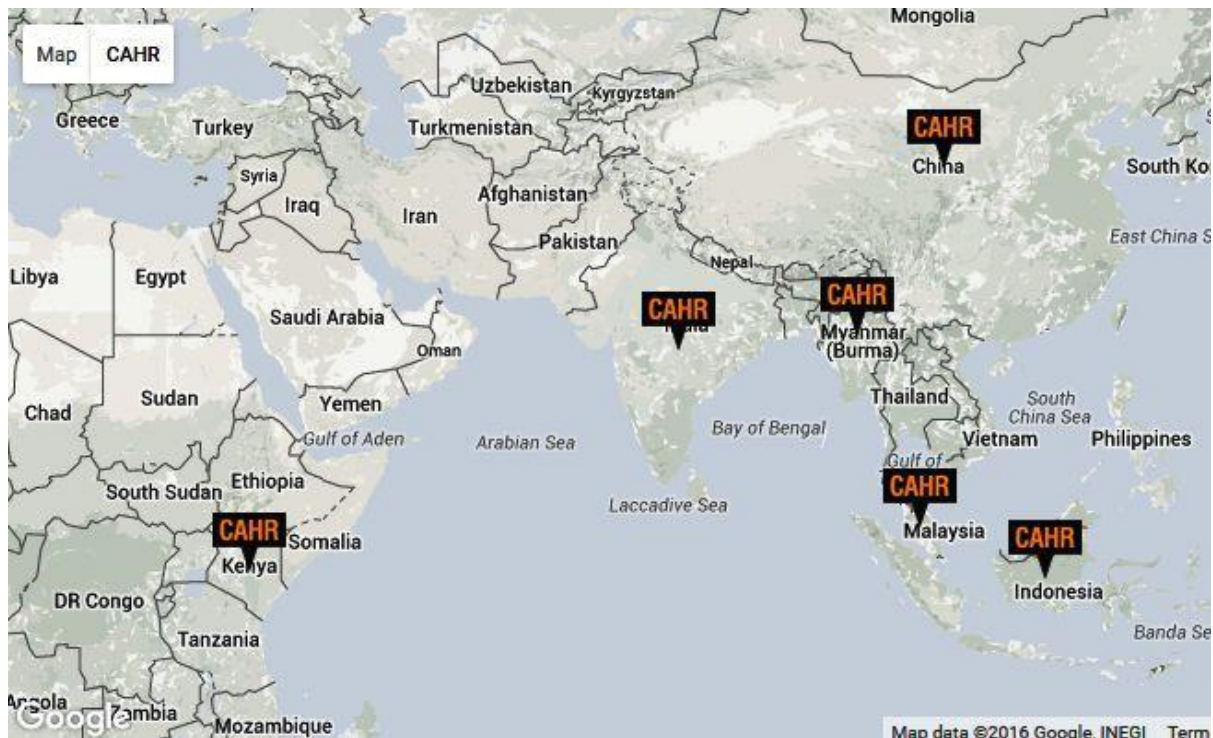 Mongolia
Map
CAHR
Uzbekistan
Kyrgyzstan
Greece
Turkey
Turkmenistan
CAHR
China
South Ko
Syria
Afghanistan
Iraq
Iran
Pakistan
East China S
Nepal
Libya
Egypt
CAHR
CAHR
Saudi Arabia
Myanmar
(Burma)
Oman
Sudan
Yemen
Thailand
Chad
South
China Sea
Gulf of Aden
Arabian Sea
Bay of Bengal
Vietnam
Philippines
Gulf of
Ethiopia
South Sudan
CAHR
Laccadive Sea
CAHR
Somalia
Malaysia
CAHR
Kenya
Indonesia
DR Congo
Tanzania
Banda Se
Angola
Zambia
Google
Mozambique
Map data ©2016 Google, INEGI Term